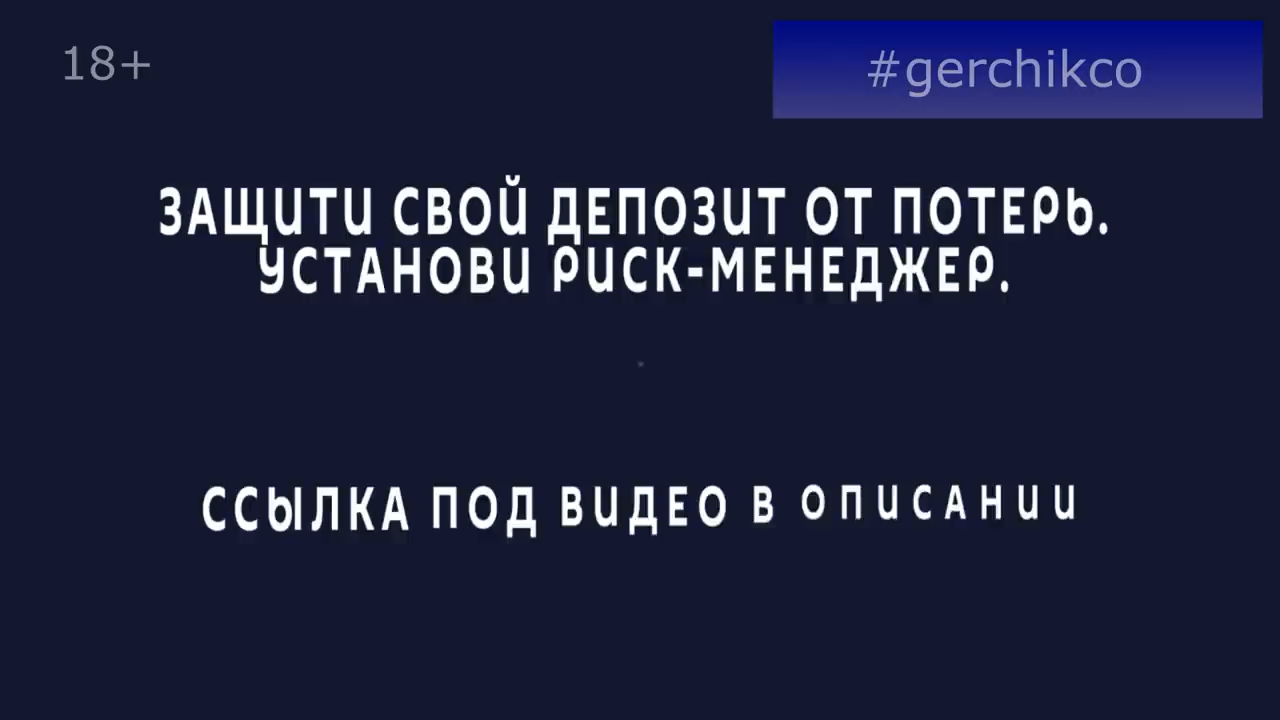 18+
#gerchikco
ЗАЩИТИ СВОЙ ДЕПОЗИТ ОТ ПОТЕРЬ.
УСТАНОВИ РИСК-МЕНЕДЖЕР.
ССЫЛКА ПОД ВИДЕО В ОПИСАНИИ